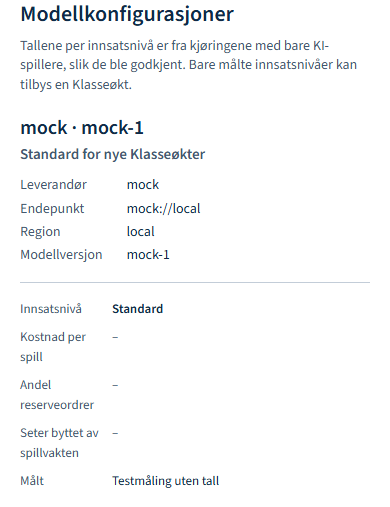 Modellkonfigurasjoner
Tallene per innsatsnivå er fra kjøringene med bare KI-
spillere, slik de ble godkjent. Bare målte innsatsnivåer kan
tilbys en Klasseøkt.
mock · mock-1
Standard for nye Klasseøkter
Leverandør mock
Endepunkt mock://local
Region local
Modellversjon mock-1
Innsatsnivå Standard
Kostnad per –
spill
Andel –
reserveordrer
Seter byttet av –
spillvakten
Målt Testmåling uten tall